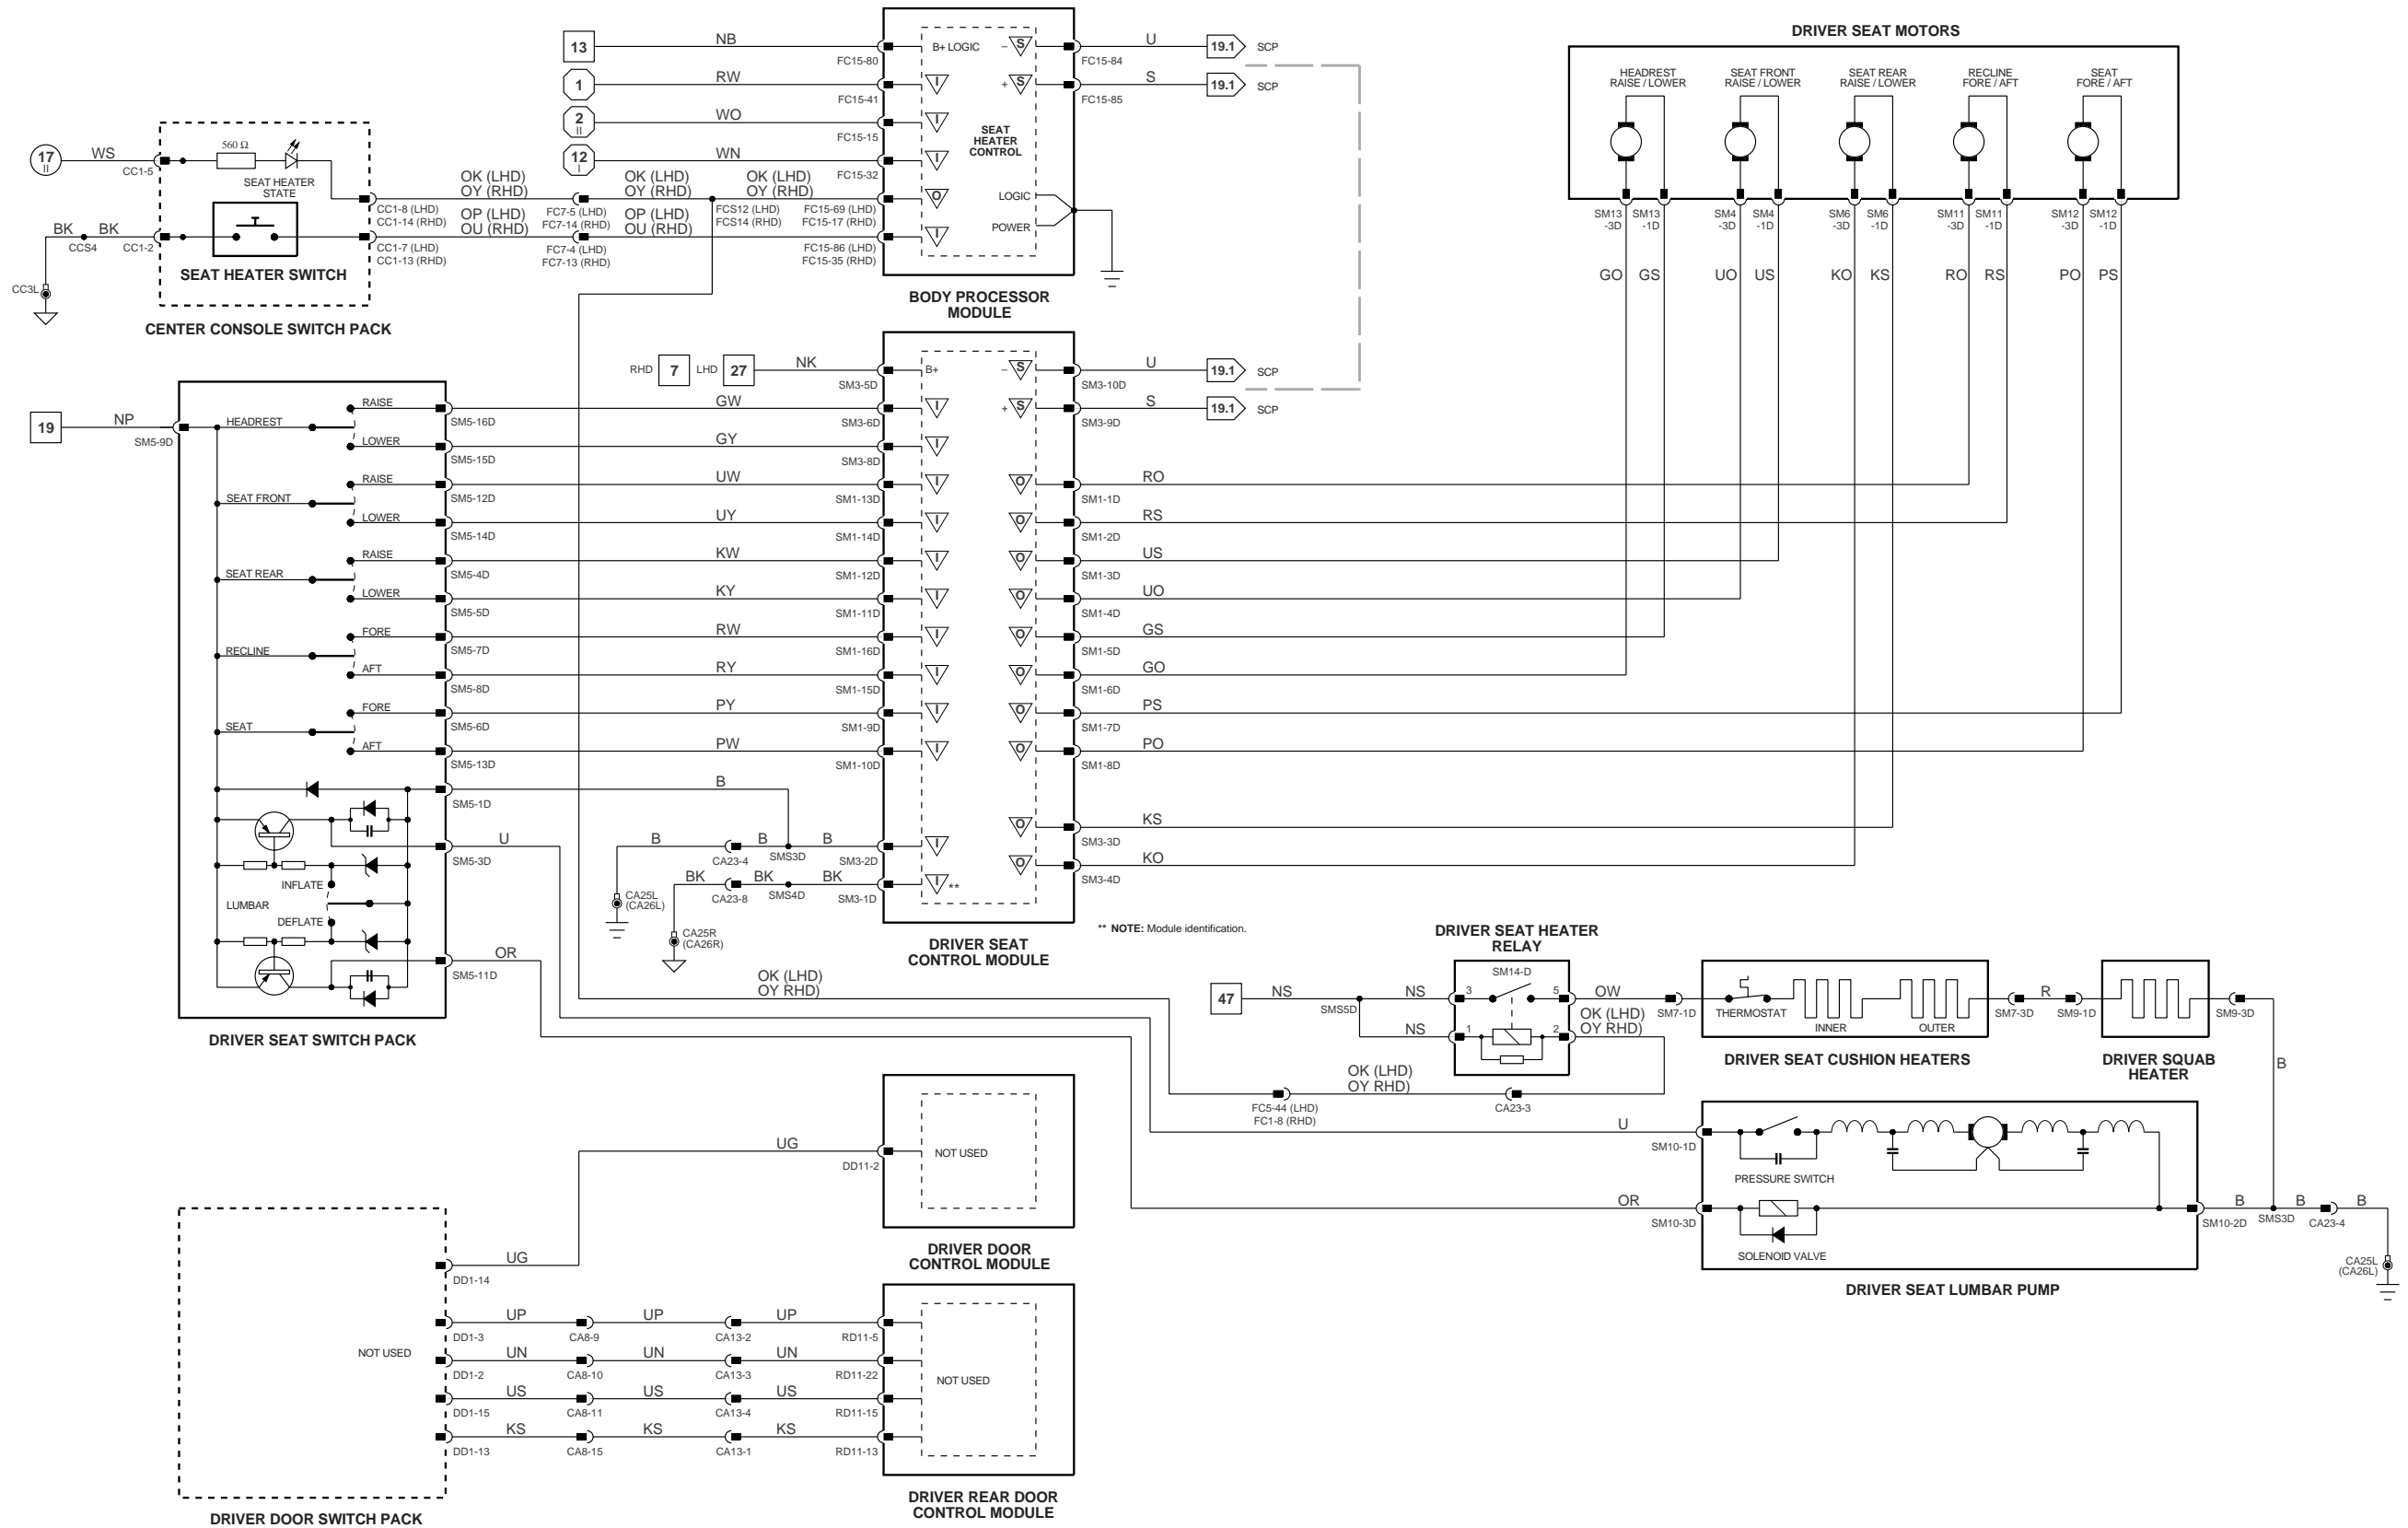 13
NB
FC15-80
B+ LOGIC
–
S
U
FC15-84
19.1
SCP
1
RW
FC15-41
I
+
S
S
FC15-85
19.1
SCP
2
II
WO
FC15-15
I
12
I
WN
FC15-32
I
SEAT
HEATER
CONTROL
OK (LHD)
OY (RHD)
OK (LHD)
OY (RHD)
OK (LHD)
OY (RHD)
CC1-8 (LHD)
CC1-14 (RHD)
FC7-5 (LHD)
FC7-14 (RHD)
FCS12 (LHD)
FCS14 (RHD)
FC15-69 (LHD)
FC15-17 (RHD)
O
LOGIC
POWER
OP (LHD)
OU (RHD)
OP (LHD)
OU (RHD)
CC1-7 (LHD)
CC1-13 (RHD)
FC7-4 (LHD)
FC7-13 (RHD)
FC15-86 (LHD)
FC15-35 (RHD)
I
BODY PROCESSOR
MODULE
17
II
WS
CC1-5
560 Ω
SEAT HEATER
STATE
BK
CCS4
BK
CC1-2
CC3L
SEAT HEATER SWITCH
CENTER CONSOLE SWITCH PACK
DRIVER SEAT MOTORS
HEADREST
RAISE / LOWER
SEAT FRONT
RAISE / LOWER
SEAT REAR
RAISE / LOWER
RECLINE
FORE / AFT
SEAT
FORE / AFT
SM13
-3D
SM13
-1D
SM4
-3D
SM4
-1D
SM6
-3D
SM6
-1D
SM11
-3D
SM11
-1D
SM12
-3D
SM12
-1D
GO
GS
UO
US
KO
KS
RO
RS
PO
PS
RHD
7
LHD
27
NK
SM3-5D
B+
–
S
U
SM3-10D
19.1
SCP
19
NP
SM5-9D
HEADREST
RAISE
SM5-16D
GW
SM3-6D
I
+
S
S
SM3-9D
19.1
SCP
LOWER
SM5-15D
GY
SM3-8D
I
SEAT FRONT
RAISE
SM5-12D
UW
SM1-13D
I
O
SM1-1D
RO
LOWER
SM5-14D
UY
SM1-14D
I
O
SM1-2D
RS
SEAT REAR
RAISE
SM5-4D
KW
SM1-12D
I
O
SM1-3D
US
LOWER
SM5-5D
KY
SM1-11D
I
O
SM1-4D
UO
RECLINE
FORE
SM5-7D
RW
SM1-16D
I
O
SM1-5D
GS
AFT
SM5-8D
RY
SM1-15D
I
O
SM1-6D
GO
SEAT
FORE
SM5-6D
PY
SM1-9D
I
O
SM1-7D
PS
AFT
SM5-13D
PW
SM1-10D
I
O
SM1-8D
PO
SM5-1D
B
O
SM3-3D
KS
SM5-3D
U
B
CA23-4
B
SMS3D
B
SM3-2D
I
O
SM3-4D
KO
BK
CA23-8
BK
SMS4D
BK
SM3-1D
I
**
CA25L
(CA26L)
CA25R
(CA26R)
INFLATE
LUMBAR
DEFLATE
SM5-11D
OR
DRIVER SEAT SWITCH PACK
DRIVER SEAT
CONTROL MODULE
** NOTE: Module identification.
OK (LHD)
OY RHD)
DRIVER SEAT HEATER
RELAY
SM14-D
47
NS
SMS5D
NS
3
5
OW
NS
1
2
OK (LHD)
OY RHD)
SM7-1D
THERMOSTAT
INNER
OUTER
SM7-3D
R
SM9-1D
SM9-3D
DRIVER SEAT CUSHION HEATERS
DRIVER SQUAB
HEATER
B
OK (LHD)
OY RHD)
FC5-44 (LHD)
FC1-8 (RHD)
CA23-3
U
SM10-1D
PRESSURE SWITCH
OR
SM10-3D
SOLENOID VALVE
SM10-2D
B
SMS3D
B
CA23-4
B
CA25L
(CA26L)
DRIVER SEAT LUMBAR PUMP
UG
DD11-2
NOT USED
DRIVER DOOR
CONTROL MODULE
UG
DD1-14
NOT USED
DD1-3
UP
CA8-9
UP
CA13-2
UP
RD11-5
DD1-2
UN
CA8-10
UN
CA13-3
UN
RD11-22
DD1-15
US
CA8-11
US
CA13-4
US
RD11-15
DD1-13
KS
CA8-15
KS
CA13-1
KS
RD11-13
NOT USED
DRIVER REAR DOOR
CONTROL MODULE
DRIVER DOOR SWITCH PACK